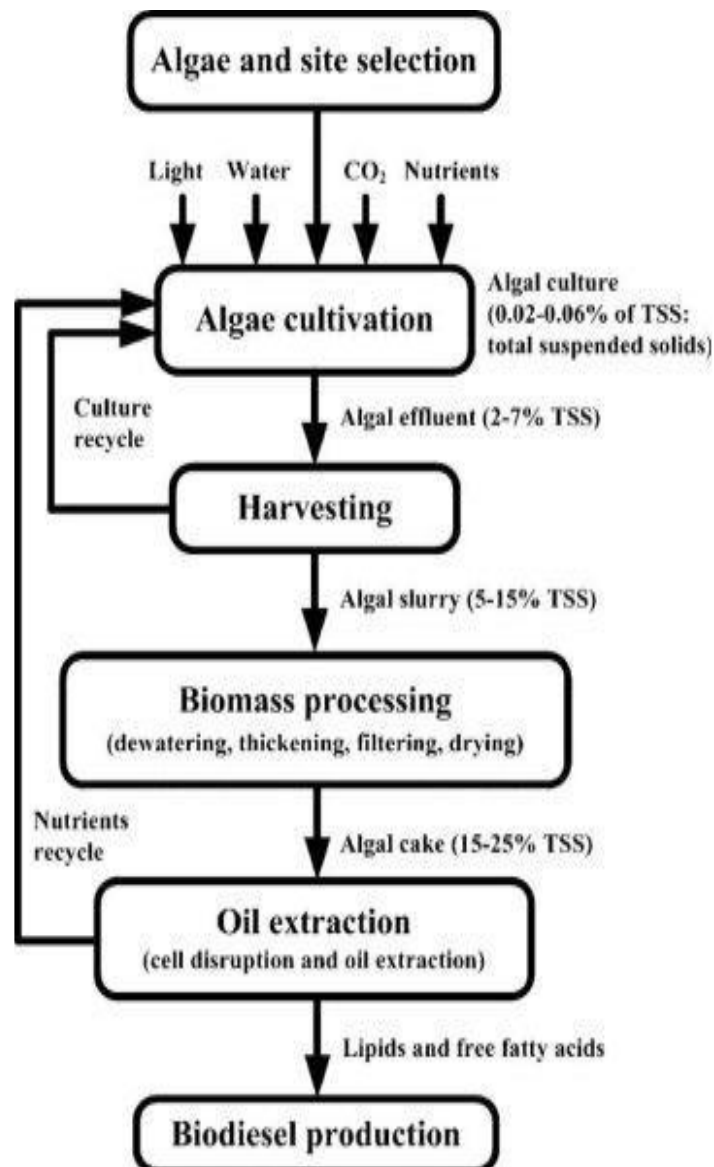 Algae and site selection
Light Water CO₂ Nutrients
Algae cultivation
Algal culture
(0.02-0.06% of TSS:
total suspended solids)
Culture
recycle
Algal effluent (2-7% TSS)
Harvesting
Algal slurry (5-15% TSS)
Biomass processing
(dewatering, thickening, filtering, drying)
Nutrients
recycle
Algal cake (15-25% TSS)
Oil extraction
(cell disruption and oil extraction)
Lipids and free fatty acids
Biodiesel production